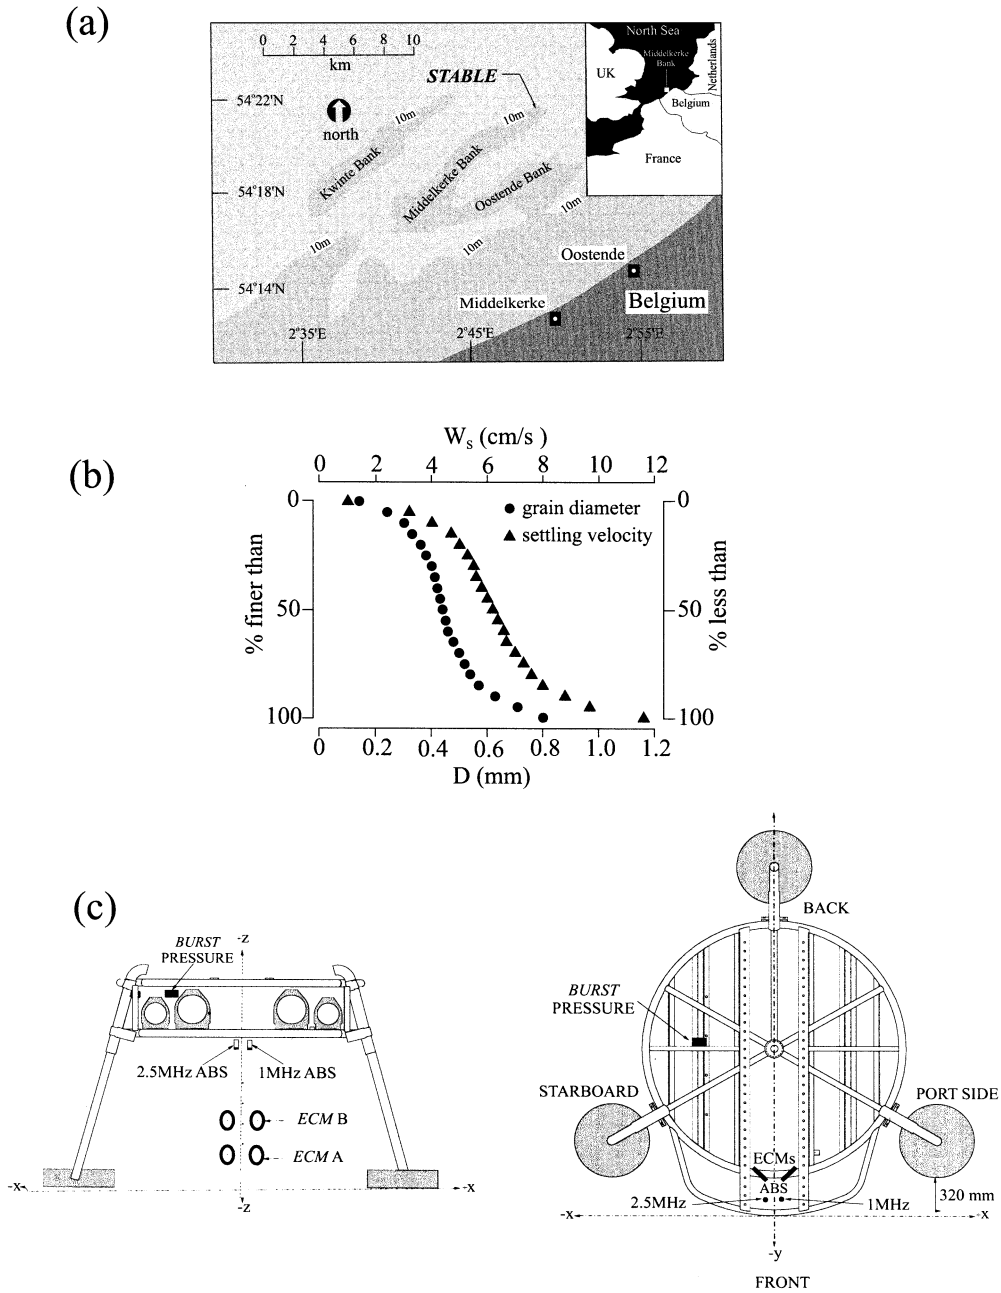 (a)
0 2 4 6 8 10
km
STABLE
north
54°22'N
54°18'N
54°14'N
10m
10m
Kwinte Bank
Middelkerke Bank
Oostende Bank
10m
10m
10m
Oostende
Middelkerke
Belgium
2°35'E
2°45'E
2°55'E
North Sea
Middelkerke
Bank
UK
Netherlands
Belgium
France
(b)
Ws (cm/s )
0 2 4 6 8 10 12
0
50
100
% finer than
grain diameter
settling velocity
0
50
100
% less than
0 0.2 0.4 0.6 0.8 1.0 1.2
D (mm)
(c)
BURST
PRESSURE
-z
2.5MHz ABS
1MHz ABS
ECM B
ECM A
-x
-x
-z
BACK
BURST
PRESSURE
STARBOARD
PORT SIDE
ECMs
ABS
2.5MHz
1MHz
320 mm
-x
-x
-y
FRONT